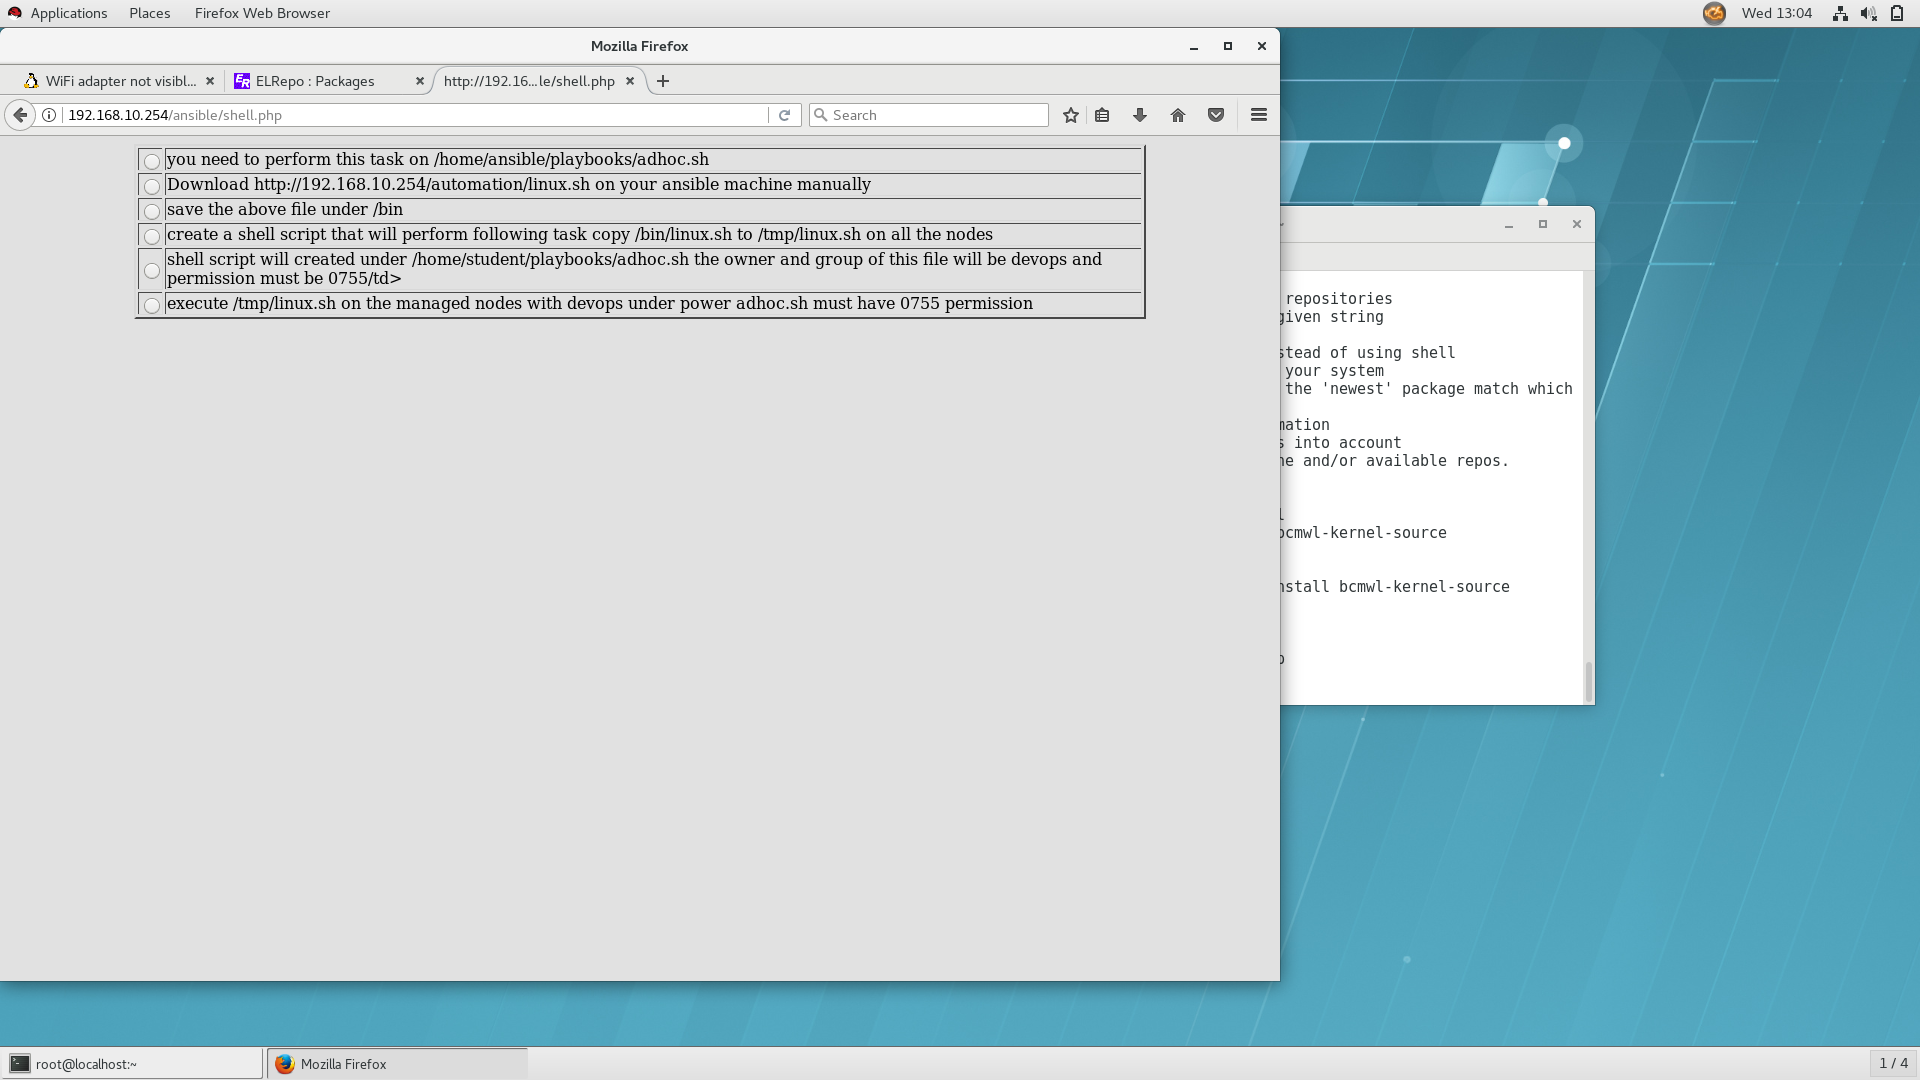 Applications Places Firefox Web Browser Wed 13:04
Mozilla Firefox
WiFi adapter not visibl... ELRepo : Packages http://192.16...le/shell.php
192.168.10.254/ansible/shell.php Search
you need to perform this task on /home/ansible/playbooks/adhoc.sh
Download http://192.168.10.254/automation/linux.sh on your ansible machine manually
save the above file under /bin
create a shell script that will perform following task copy /bin/linux.sh to /tmp/linux.sh on all the nodes
shell script will created under /home/student/playbooks/adhoc.sh the owner and group of this file will be devops and
permission must be 0755/td>
execute /tmp/linux.sh on the managed nodes with devops under power adhoc.sh must have 0755 permission
repositories
given string
stead of using shell
your system
the 'newest' package match which
mation
s into account
ne and/or available repos.
l
bcmwl-kernel-source
nstall bcmwl-kernel-source
root@localhost:~ Mozilla Firefox 1 / 4